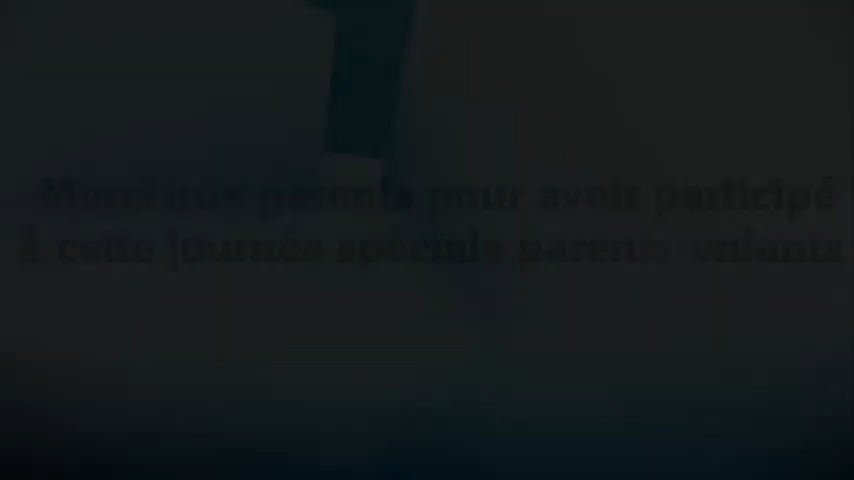 Merci aux parents pour avoir participé
à cette journée spéciale parents-enfants